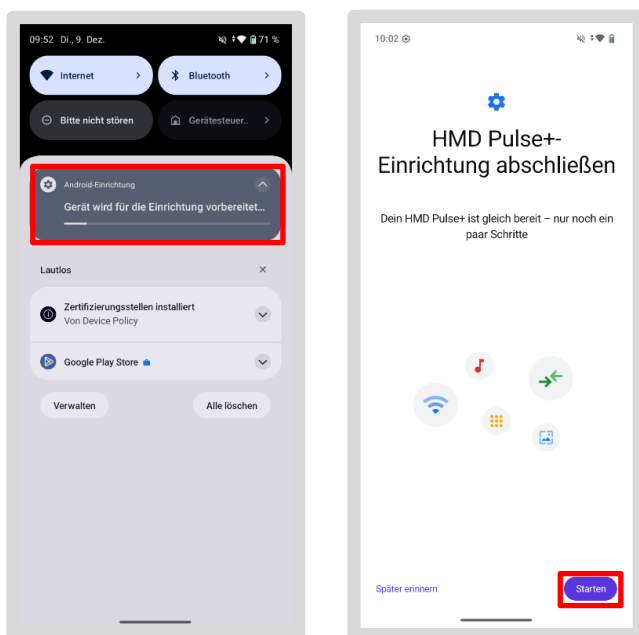 09:52 Di., 9. Dez.
71 %
Internet
Bluetooth
Bitte nicht stören
Gerätesteuer..
Android-Einrichtung
Gerät wird für die Einrichtung vorbereitet...
Lautlos
Zertifizierungsstellen installiert
Von Device Policy
Google Play Store
Verwalten
Alle löschen
10:02
HMD Pulse+-
Einrichtung abschließen
Dein HMD Pulse+ ist gleich bereit – nur noch ein
paar Schritte
Später erinnern
Starten